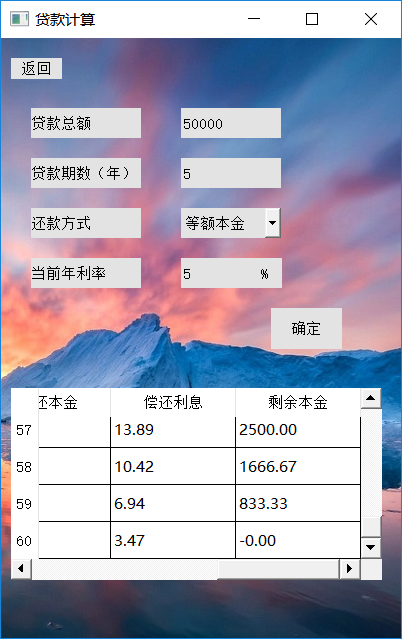 贷款计算
返回
贷款总额 50000
贷款期数（年） 5
还款方式 等额本金
当前年利率 5 %
确定
还本金 偿还利息 剩余本金
57 13.89 2500.00
58 10.42 1666.67
59 6.94 833.33
60 3.47 -0.00